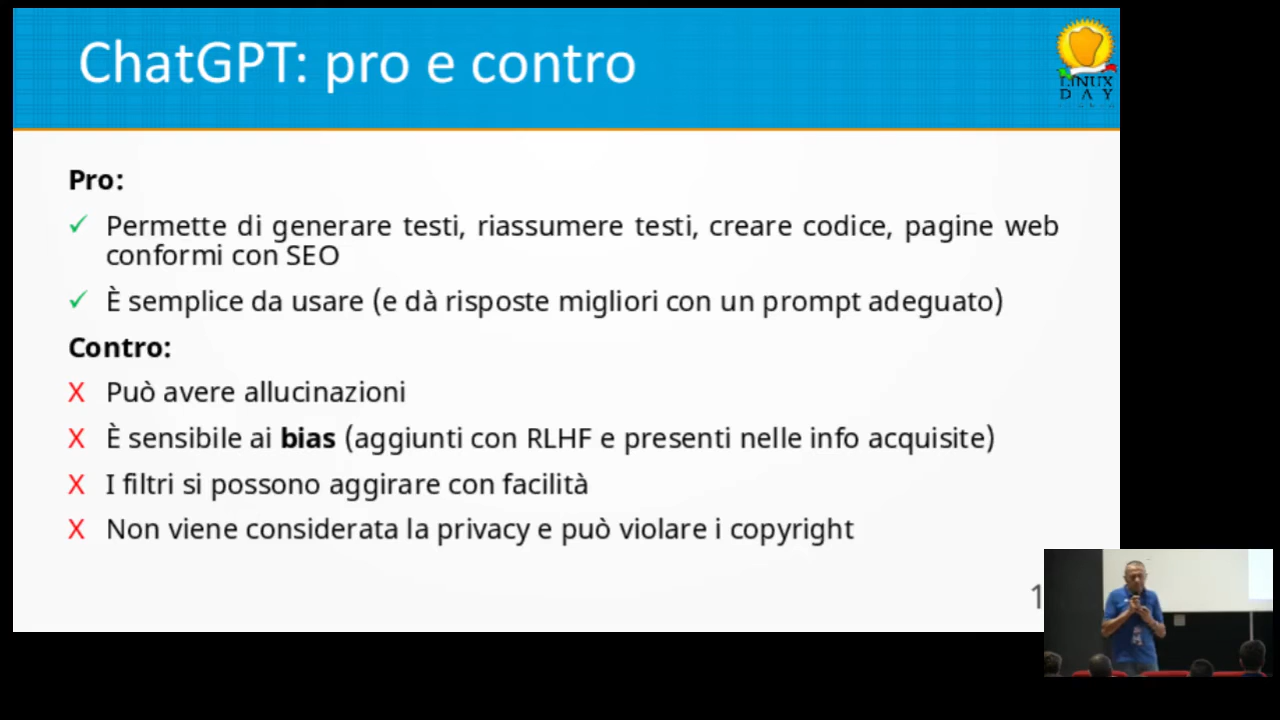 ChatGPT: pro e contro
LINUX
DAY
Pro:
✓ Permette di generare testi, riassumere testi, creare codice, pagine web
conformi con SEO
✓ È semplice da usare (e dà risposte migliori con un prompt adeguato)
Contro:
X Può avere allucinazioni
X È sensibile ai bias (aggiunti con RLHF e presenti nelle info acquisite)
X I filtri si possono aggirare con facilità
X Non viene considerata la privacy e può violare i copyright
1